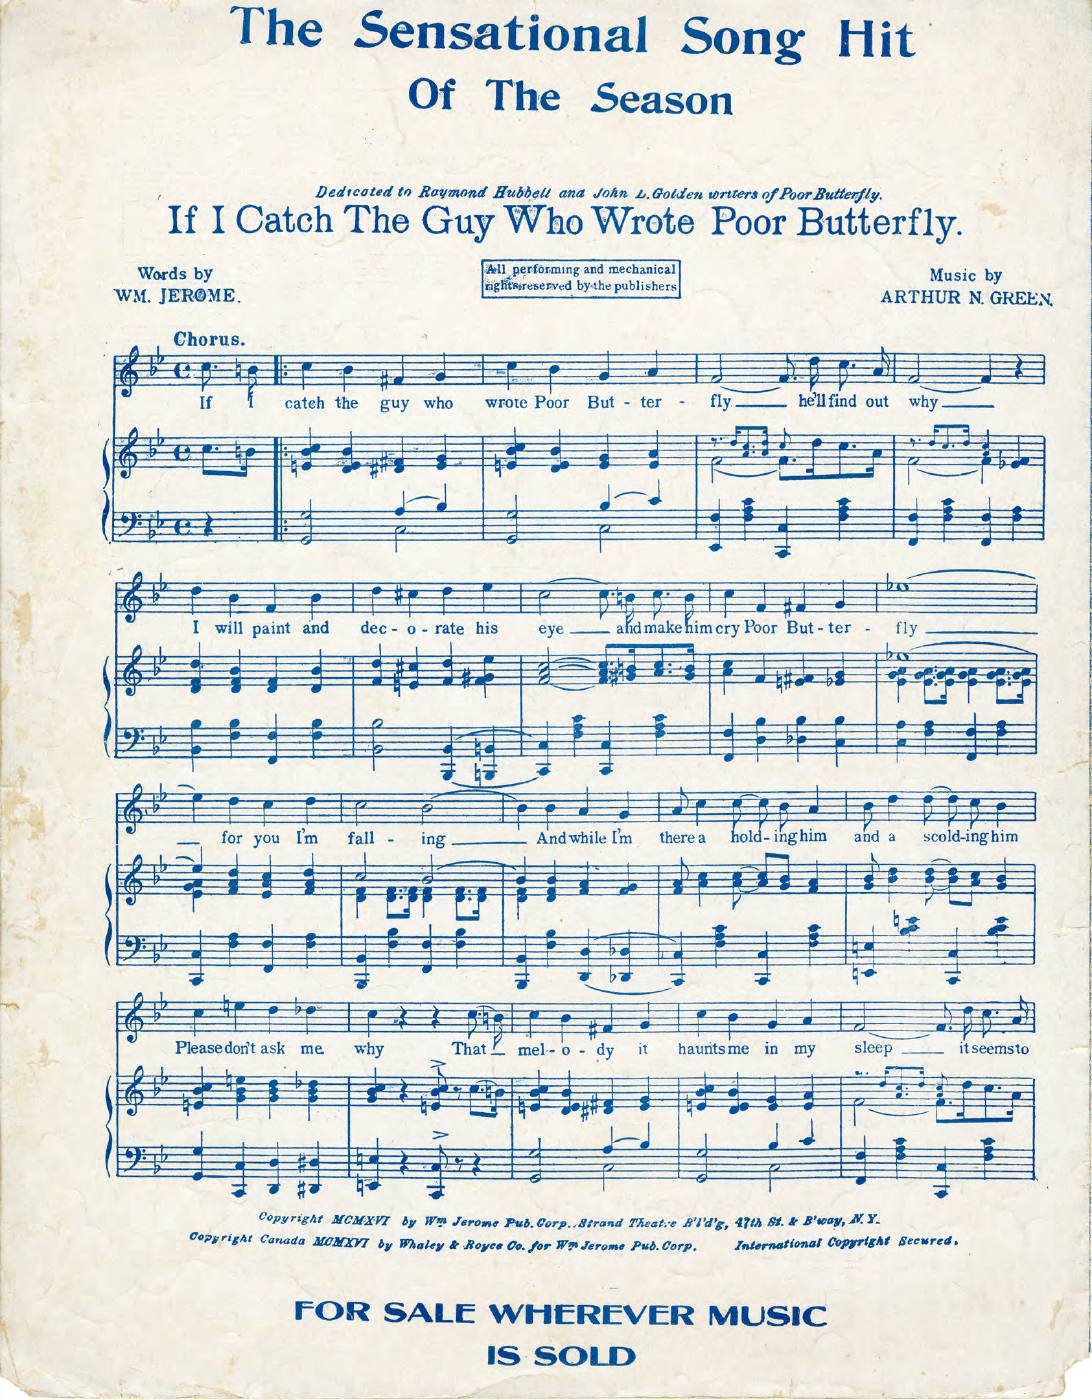 The Sensational Song Hit
Of The Season
Dedicated to Raymond Hubbell and John L. Golden writers of Poor Butterfly.
If I Catch The Guy Who Wrote Poor Butterfly.
Words by
WM. JEROME.
All performing and mechanical
rights reserved by the publishers
Music by
ARTHUR N. GREEN.
Chorus.
If I catch the guy who wrote Poor But - ter - fly he'll find out why
I will paint and dec - o - rate his eye and make him cry Poor But - ter - fly
for you I'm fall - ing And while I'm there a hold - ing him and a scold - ing him
Please don't ask me why That mel - o - dy it haunts me in my sleep it seems to
Copyright MCMXVI by Wm Jerome Pub. Corp., Strand Theatre B'l'd'g, 47th St. & B'way, N.Y.
Copyright Canada MCMXVI by Whaley & Royce Co. for Wm Jerome Pub. Corp. International Copyright Secured.
FOR SALE WHEREVER MUSIC
IS SOLD